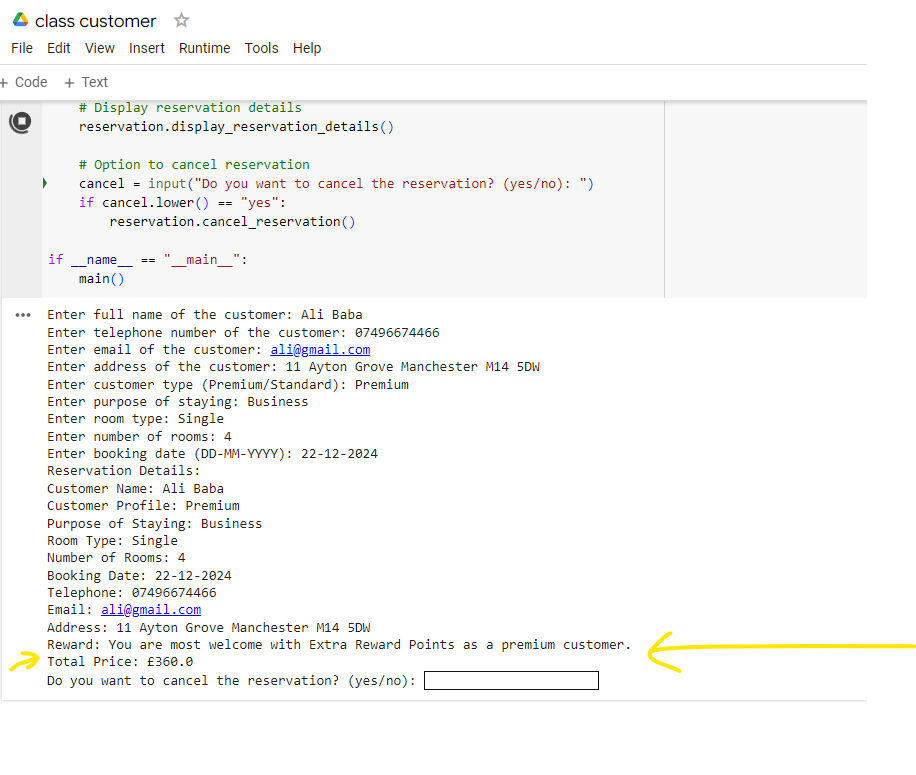 class customer
File Edit View Insert Runtime Tools Help
+ Code + Text
# Display reservation details
reservation.display_reservation_details()
# Option to cancel reservation
cancel = input("Do you want to cancel the reservation? (yes/no): ")
if cancel.lower() == "yes":
reservation.cancel_reservation()
if __name__ == "__main__":
main()
Enter full name of the customer: Ali Baba
Enter telephone number of the customer: 07496674466
Enter email of the customer: ali@gmail.com
Enter address of the customer: 11 Ayton Grove Manchester M14 5DW
Enter customer type (Premium/Standard): Premium
Enter purpose of staying: Business
Enter room type: Single
Enter number of rooms: 4
Enter booking date (DD-MM-YYYY): 22-12-2024
Reservation Details:
Customer Name: Ali Baba
Customer Profile: Premium
Purpose of Staying: Business
Room Type: Single
Number of Rooms: 4
Booking Date: 22-12-2024
Telephone: 07496674466
Email: ali@gmail.com
Address: 11 Ayton Grove Manchester M14 5DW
Reward: You are most welcome with Extra Reward Points as a premium customer.
Total Price: £360.0
Do you want to cancel the reservation? (yes/no):